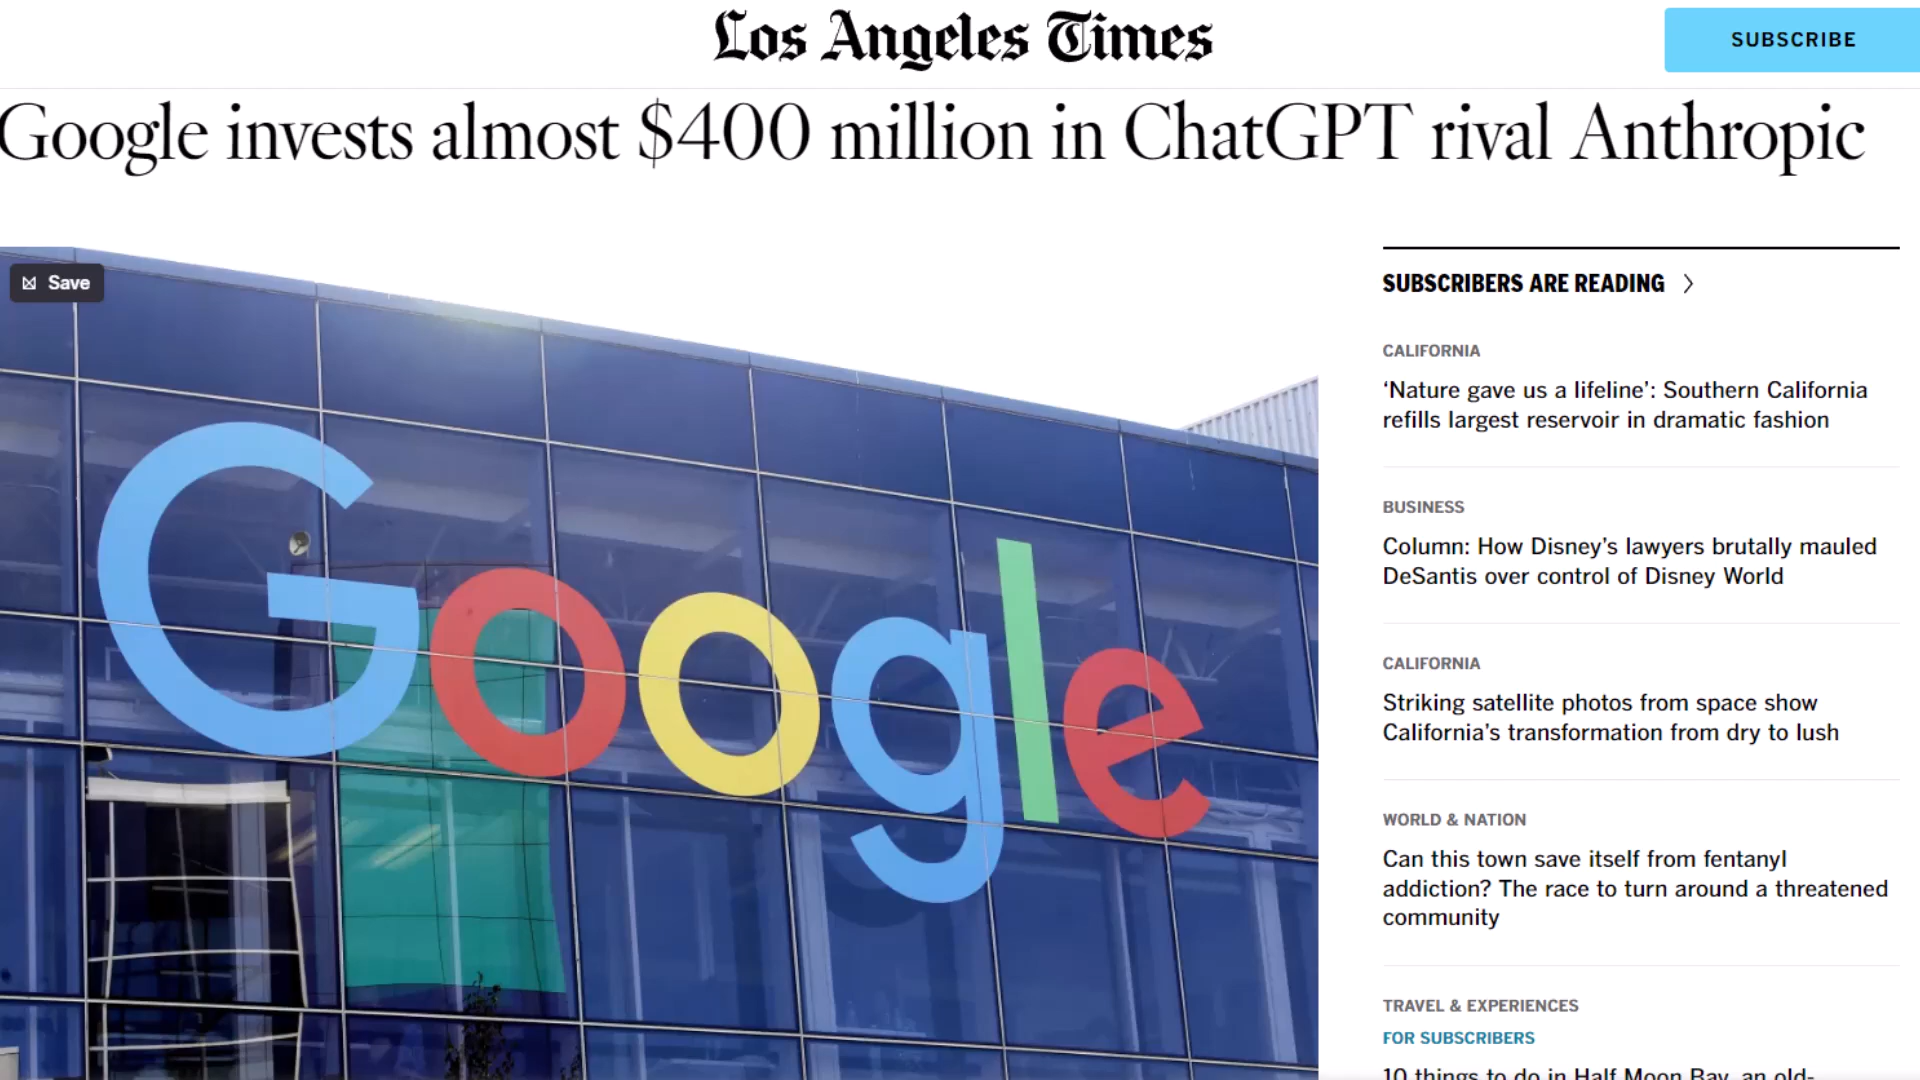 Los Angeles Times
SUBSCRIBE
Google invests almost $400 million in ChatGPT rival Anthropic
Save
Google
SUBSCRIBERS ARE READING
CALIFORNIA
‘Nature gave us a lifeline’: Southern California
refills largest reservoir in dramatic fashion
BUSINESS
Column: How Disney’s lawyers brutally mauled
DeSantis over control of Disney World
CALIFORNIA
Striking satellite photos from space show
California’s transformation from dry to lush
WORLD & NATION
Can this town save itself from fentanyl
addiction? The race to turn around a threatened
community
TRAVEL & EXPERIENCES
FOR SUBSCRIBERS
10 things to do in Half Moon Bay, an old-